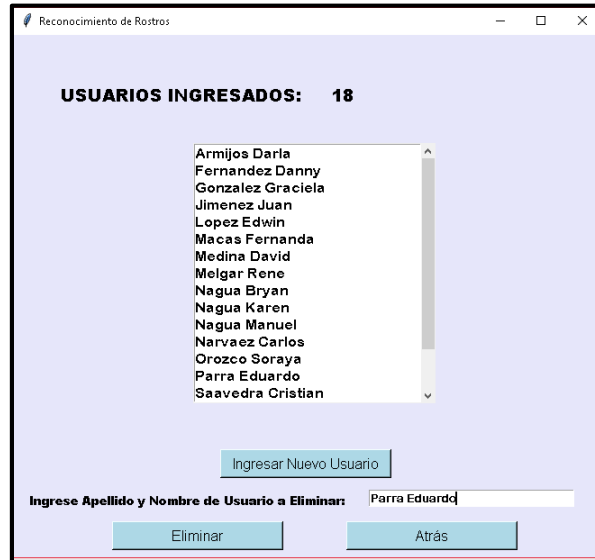 Reconocimiento de Rostros
USUARIOS INGRESADOS: 18
Armijos Darla
Fernandez Danny
Gonzalez Graciela
Jimenez Juan
Lopez Edwin
Macas Fernanda
Medina David
Melgar Rene
Nagua Bryan
Nagua Karen
Nagua Manuel
Narvaez Carlos
Orozco Soraya
Parra Eduardo
Saavedra Cristian
Ingresar Nuevo Usuario
Ingrese Apellido y Nombre de Usuario a Eliminar: Parra Eduardo
Eliminar Atrás